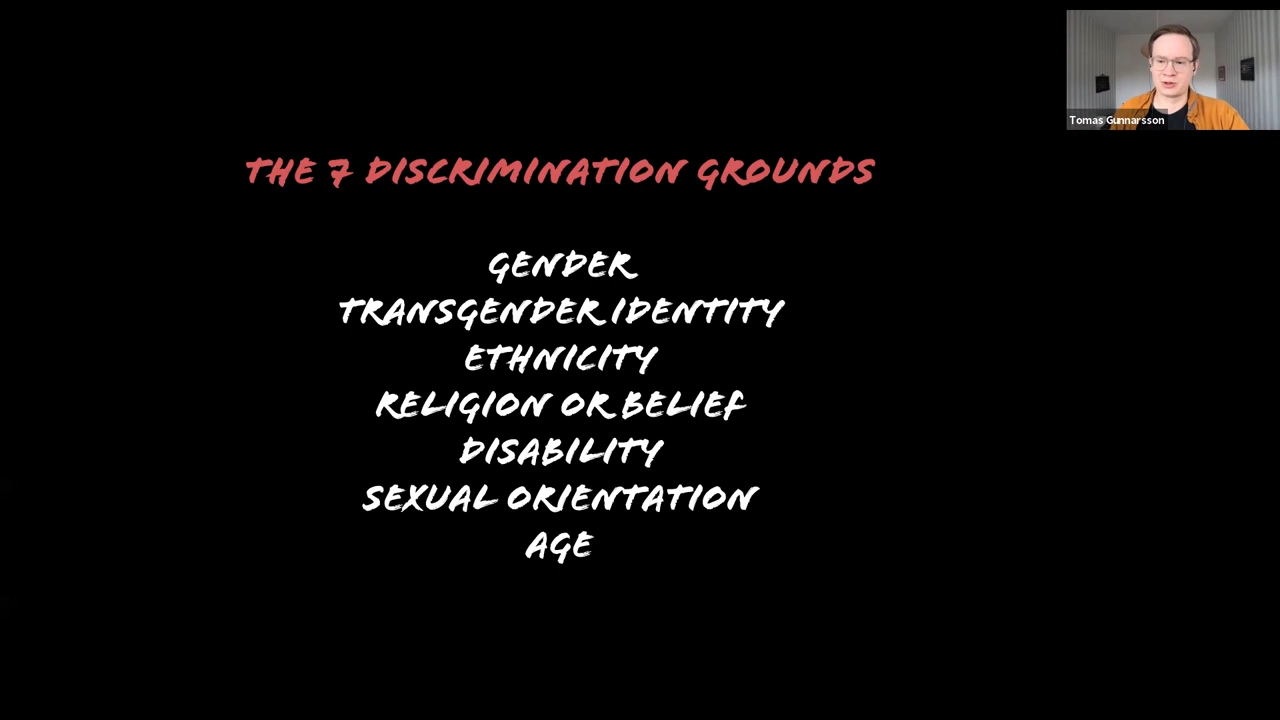 THE 7 DISCRIMINATION GROUNDS
GENDER
TRANSGENDER IDENTITY
ETHNICITY
RELIGION OR BELIEF
DISABILITY
SEXUAL ORIENTATION
AGE
Tomas Gunnarsson